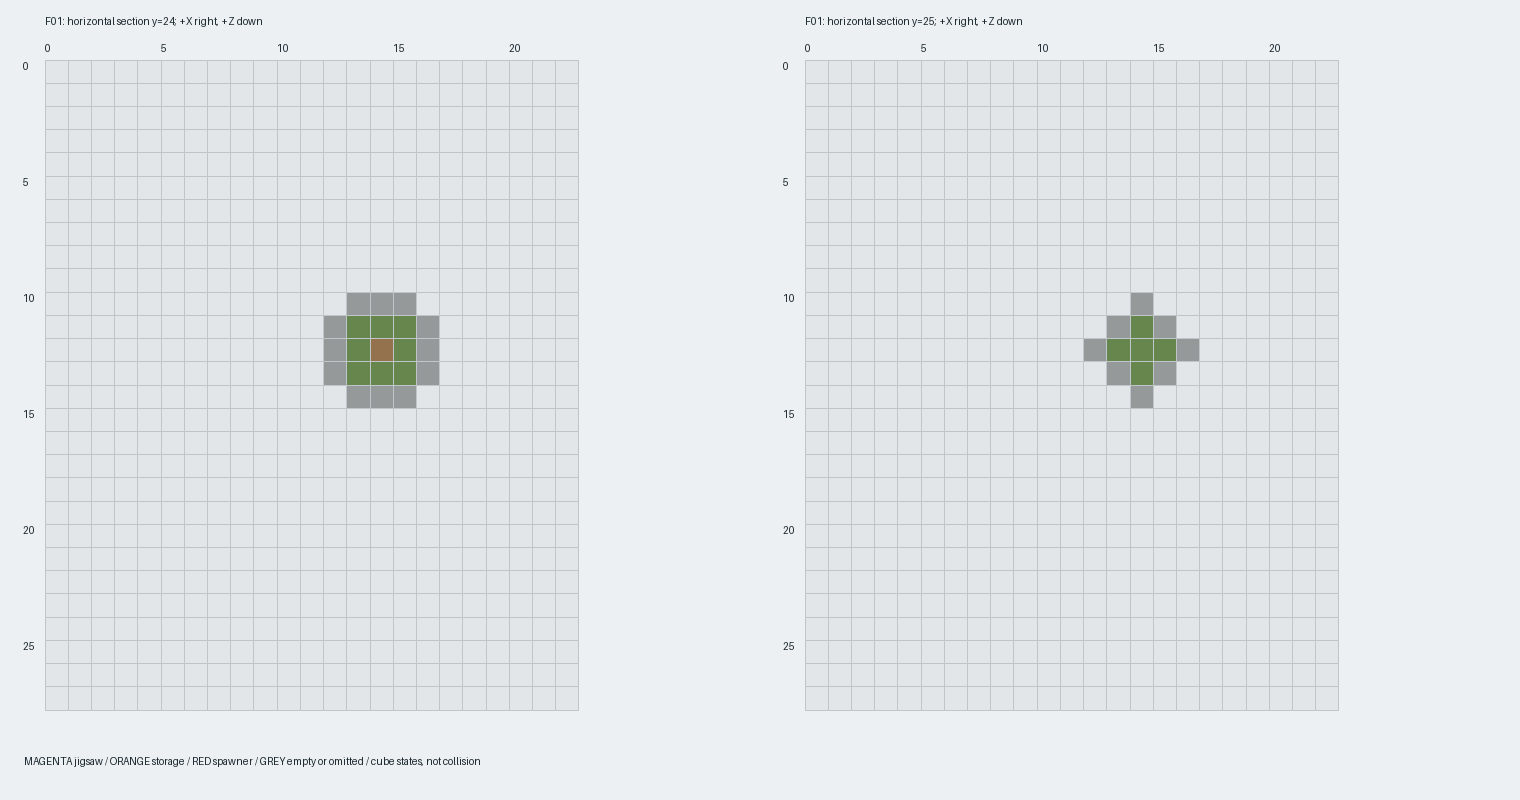 F01: horizontal section y=24; +X right, +Z down
0 5 10 15 20
0
5
10
15
20
25
F01: horizontal section y=25; +X right, +Z down
0 5 10 15 20
0
5
10
15
20
25
MAGENTA jigsaw / ORANGE storage / RED spawner / GREY empty or omitted / cube states, not collision